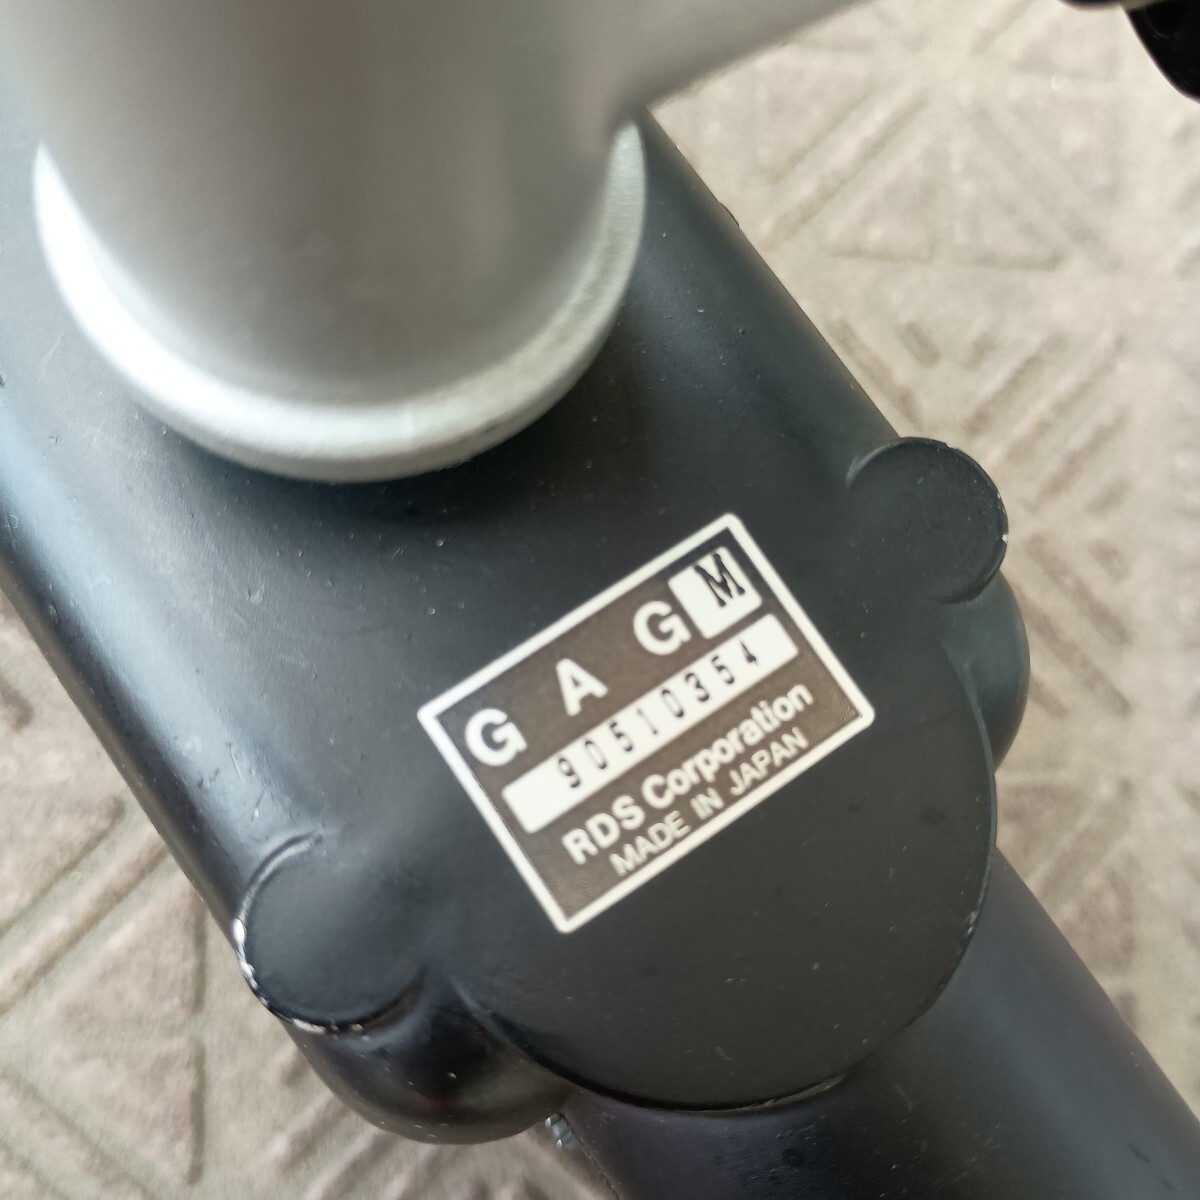 G A G M
90510354
RDS Corporation
MADE IN JAPAN